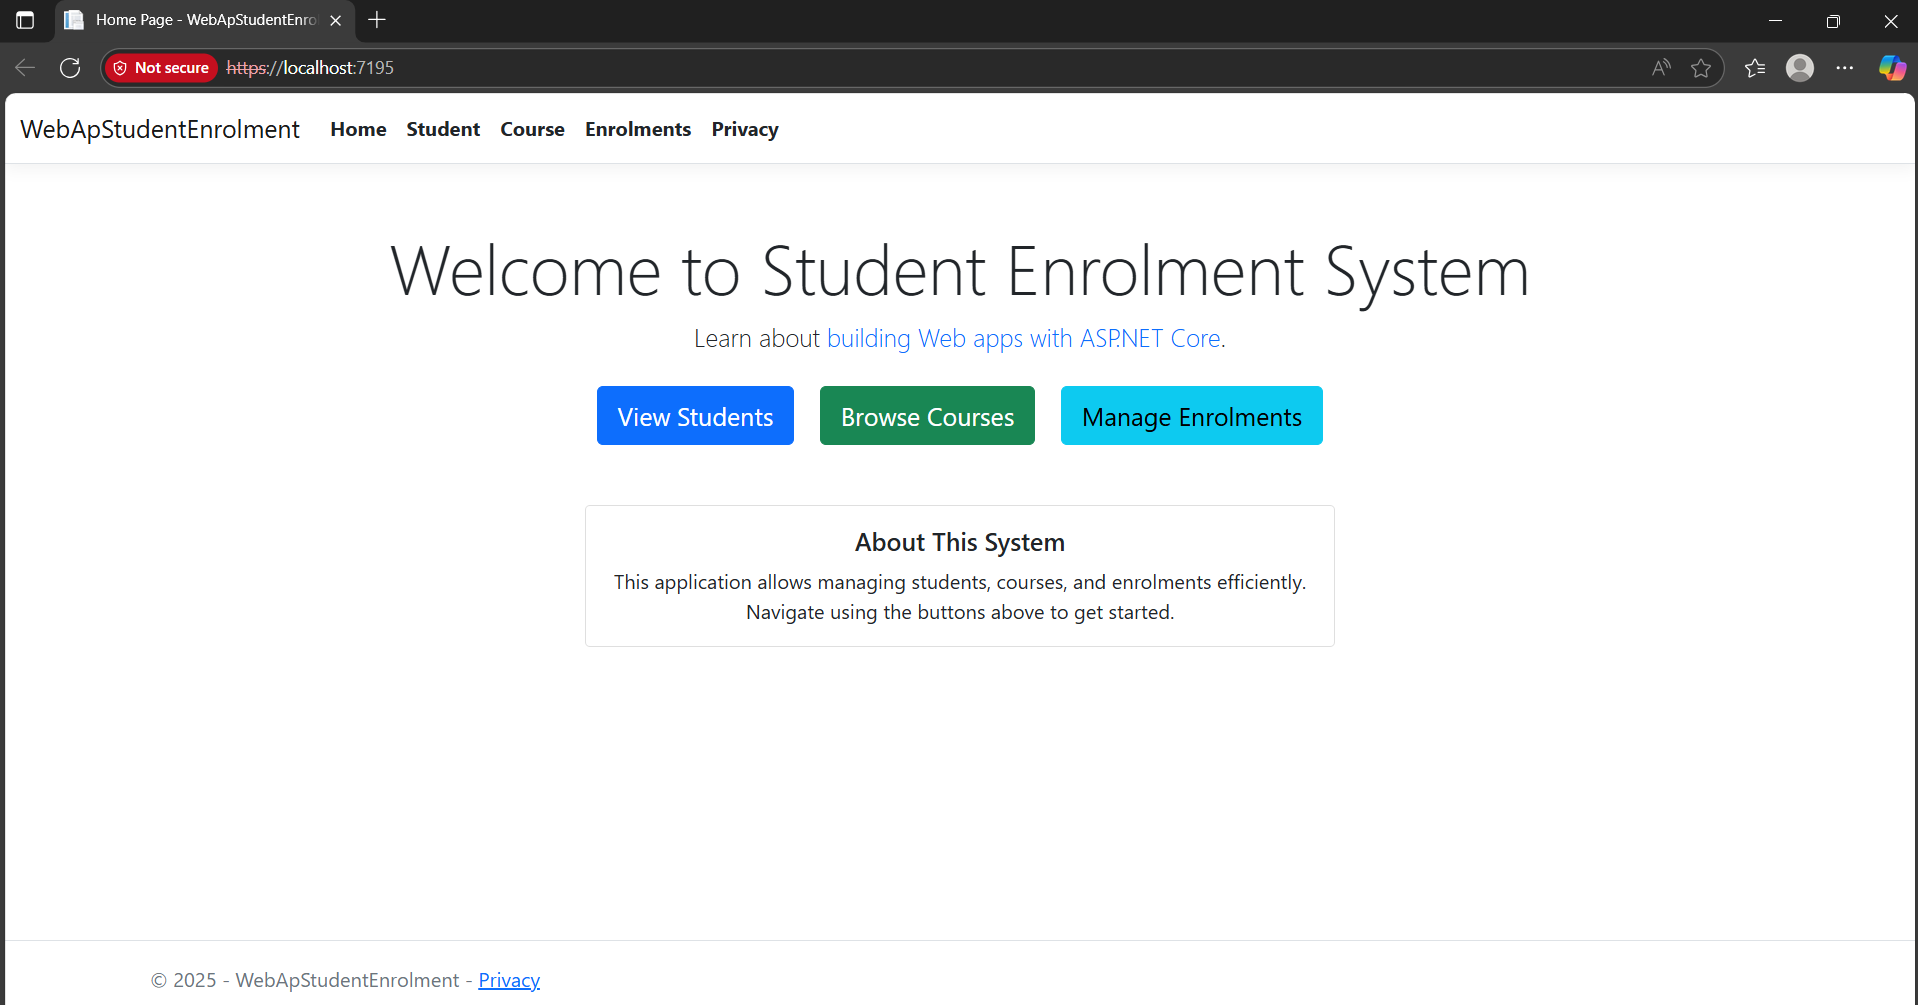 Home Page - WebApStudentEnrol
Not secure https://localhost:7195
WebApStudentEnrolment Home Student Course Enrolments Privacy
Welcome to Student Enrolment System
Learn about building Web apps with ASP.NET Core.
View Students Browse Courses Manage Enrolments
About This System
This application allows managing students, courses, and enrolments efficiently.
Navigate using the buttons above to get started.
© 2025 - WebApStudentEnrolment - Privacy